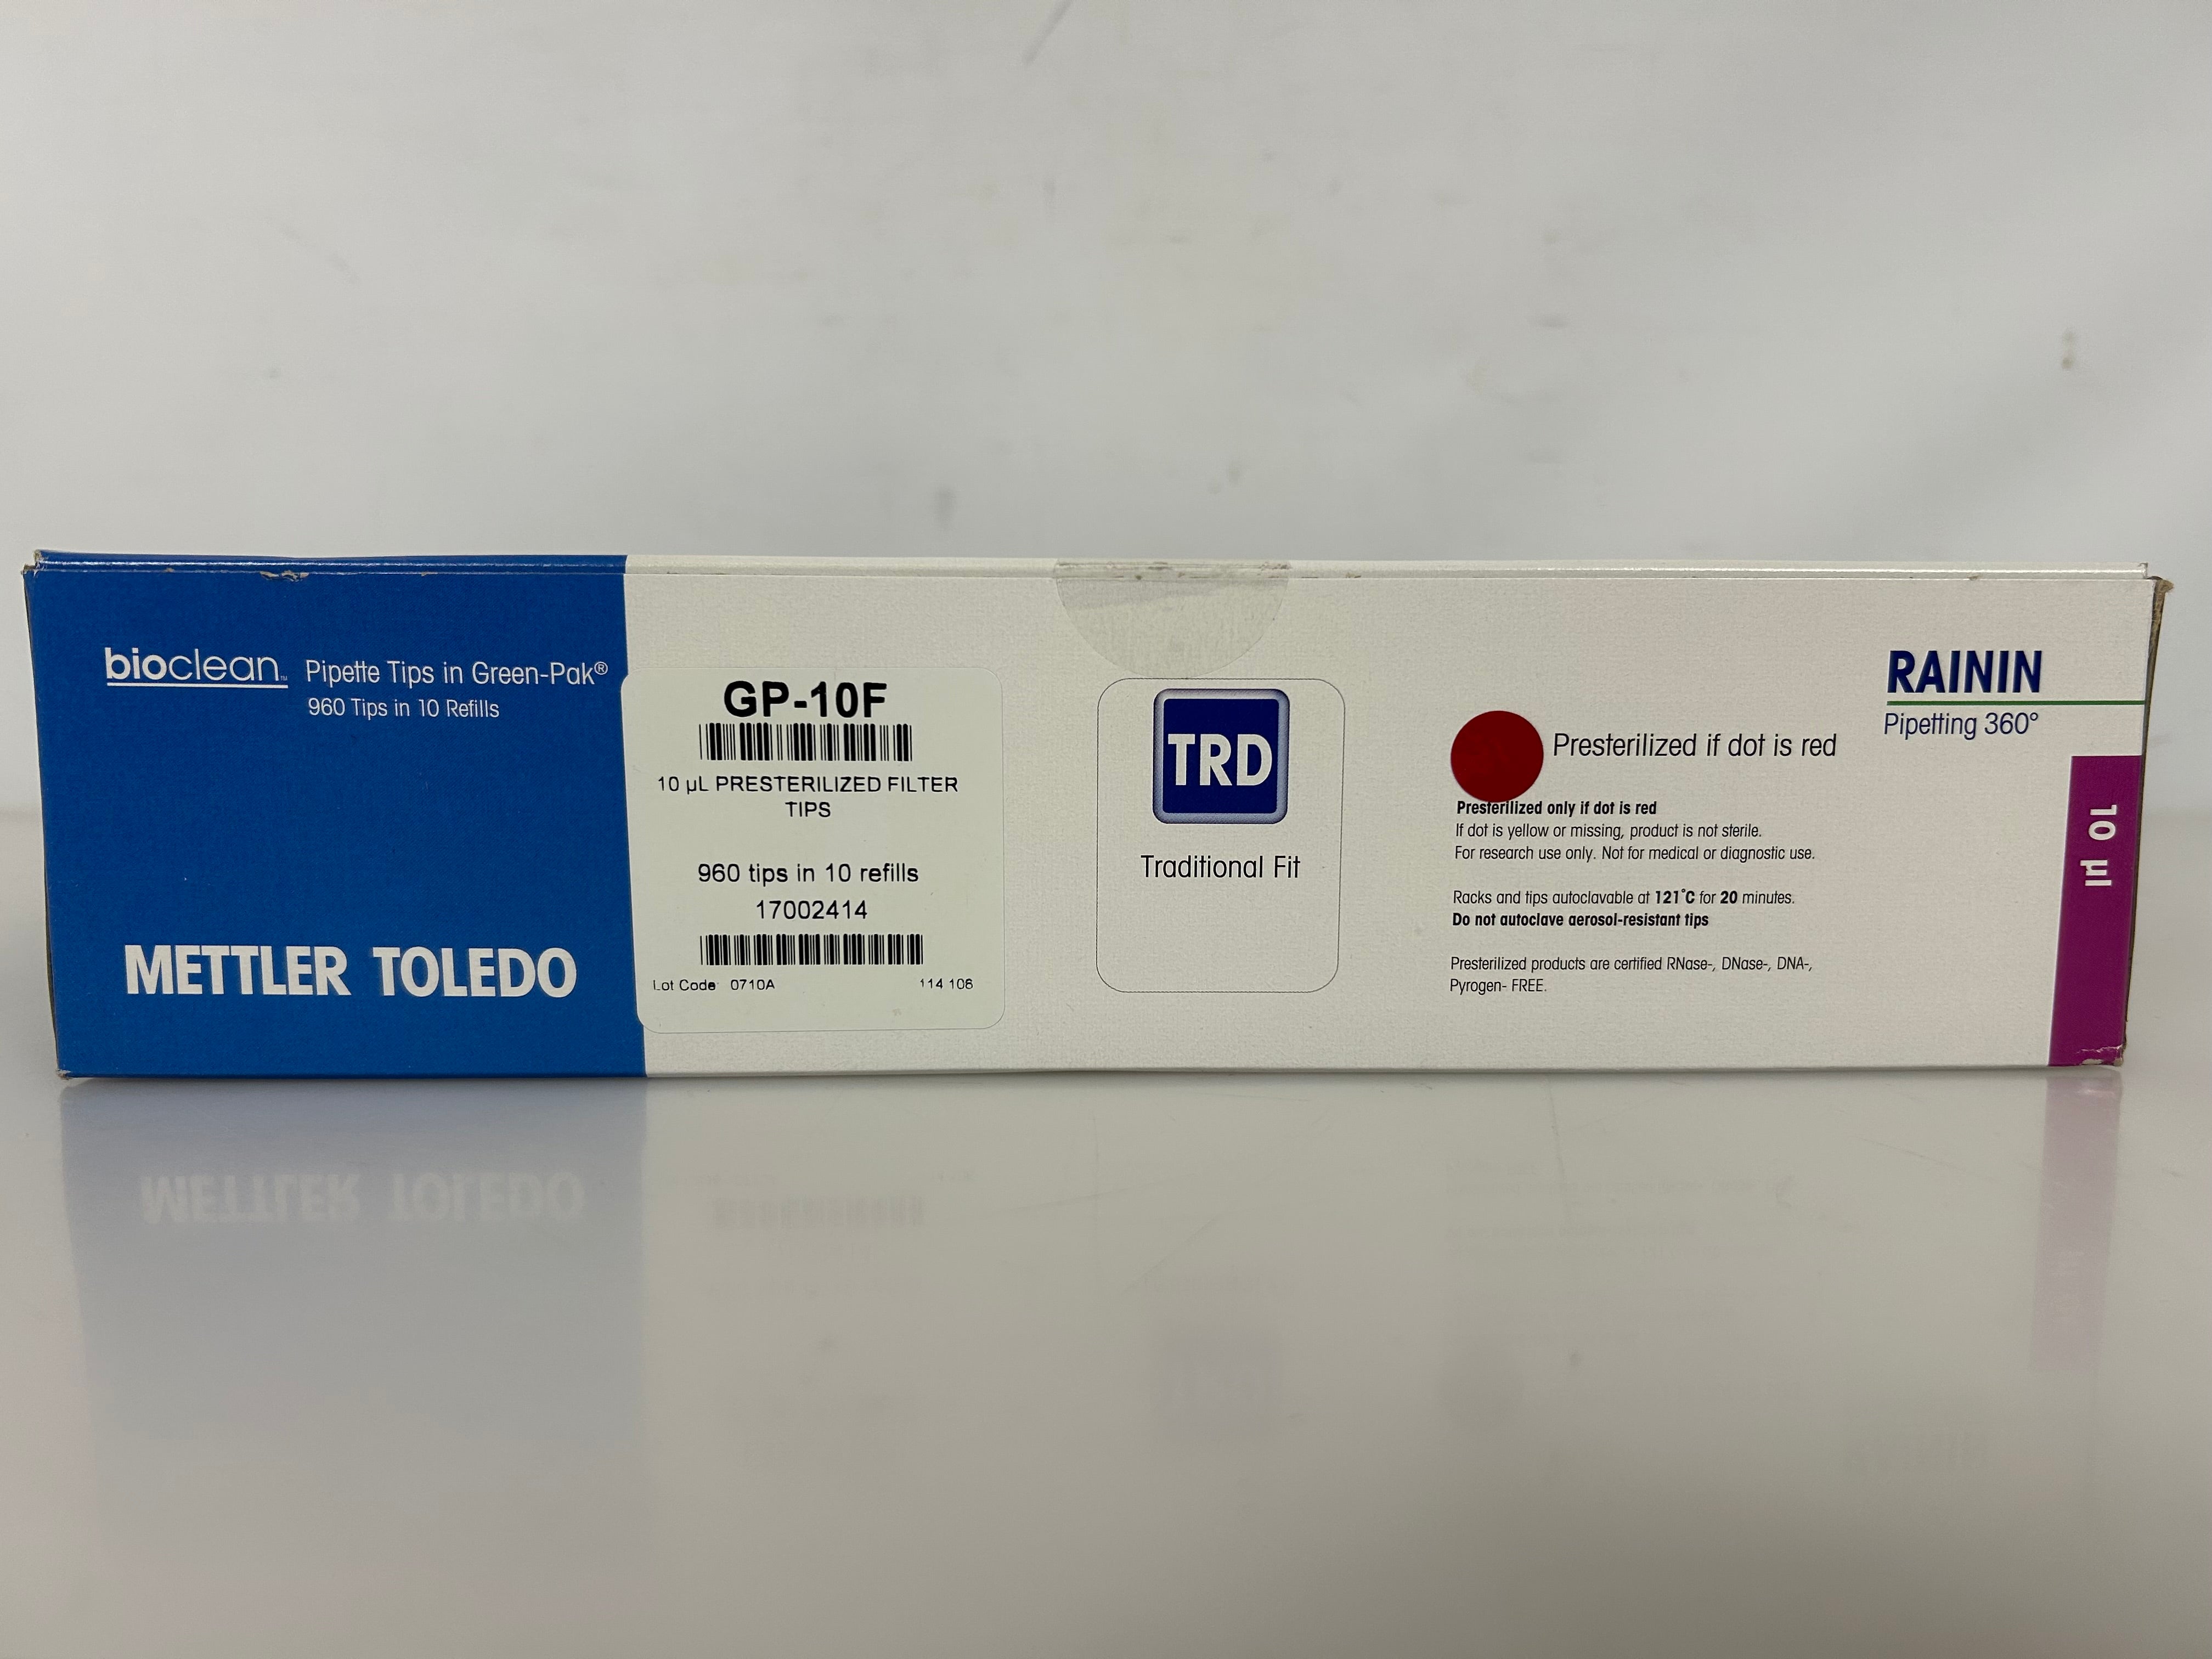 bioclean™ Pipette Tips in Green-Pak®
960 Tips in 10 Refills
METTLER TOLEDO
GP-10F
10 µL PRESTERILIZED FILTER
TIPS
960 tips in 10 refills
17002414
Lot Code: 0710A 114 106
TRD
Traditional Fit
Presterilized if dot is red
Presterilized only if dot is red
If dot is yellow or missing, product is not sterile.
For research use only. Not for medical or diagnostic use.
Racks and tips autoclavable at 121°C for 20 minutes.
Do not autoclave aerosol-resistant tips
Presterilized products are certified RNase-, DNase-, DNA-,
Pyrogen- FREE.
RAININ
Pipetting 360°
10 µl